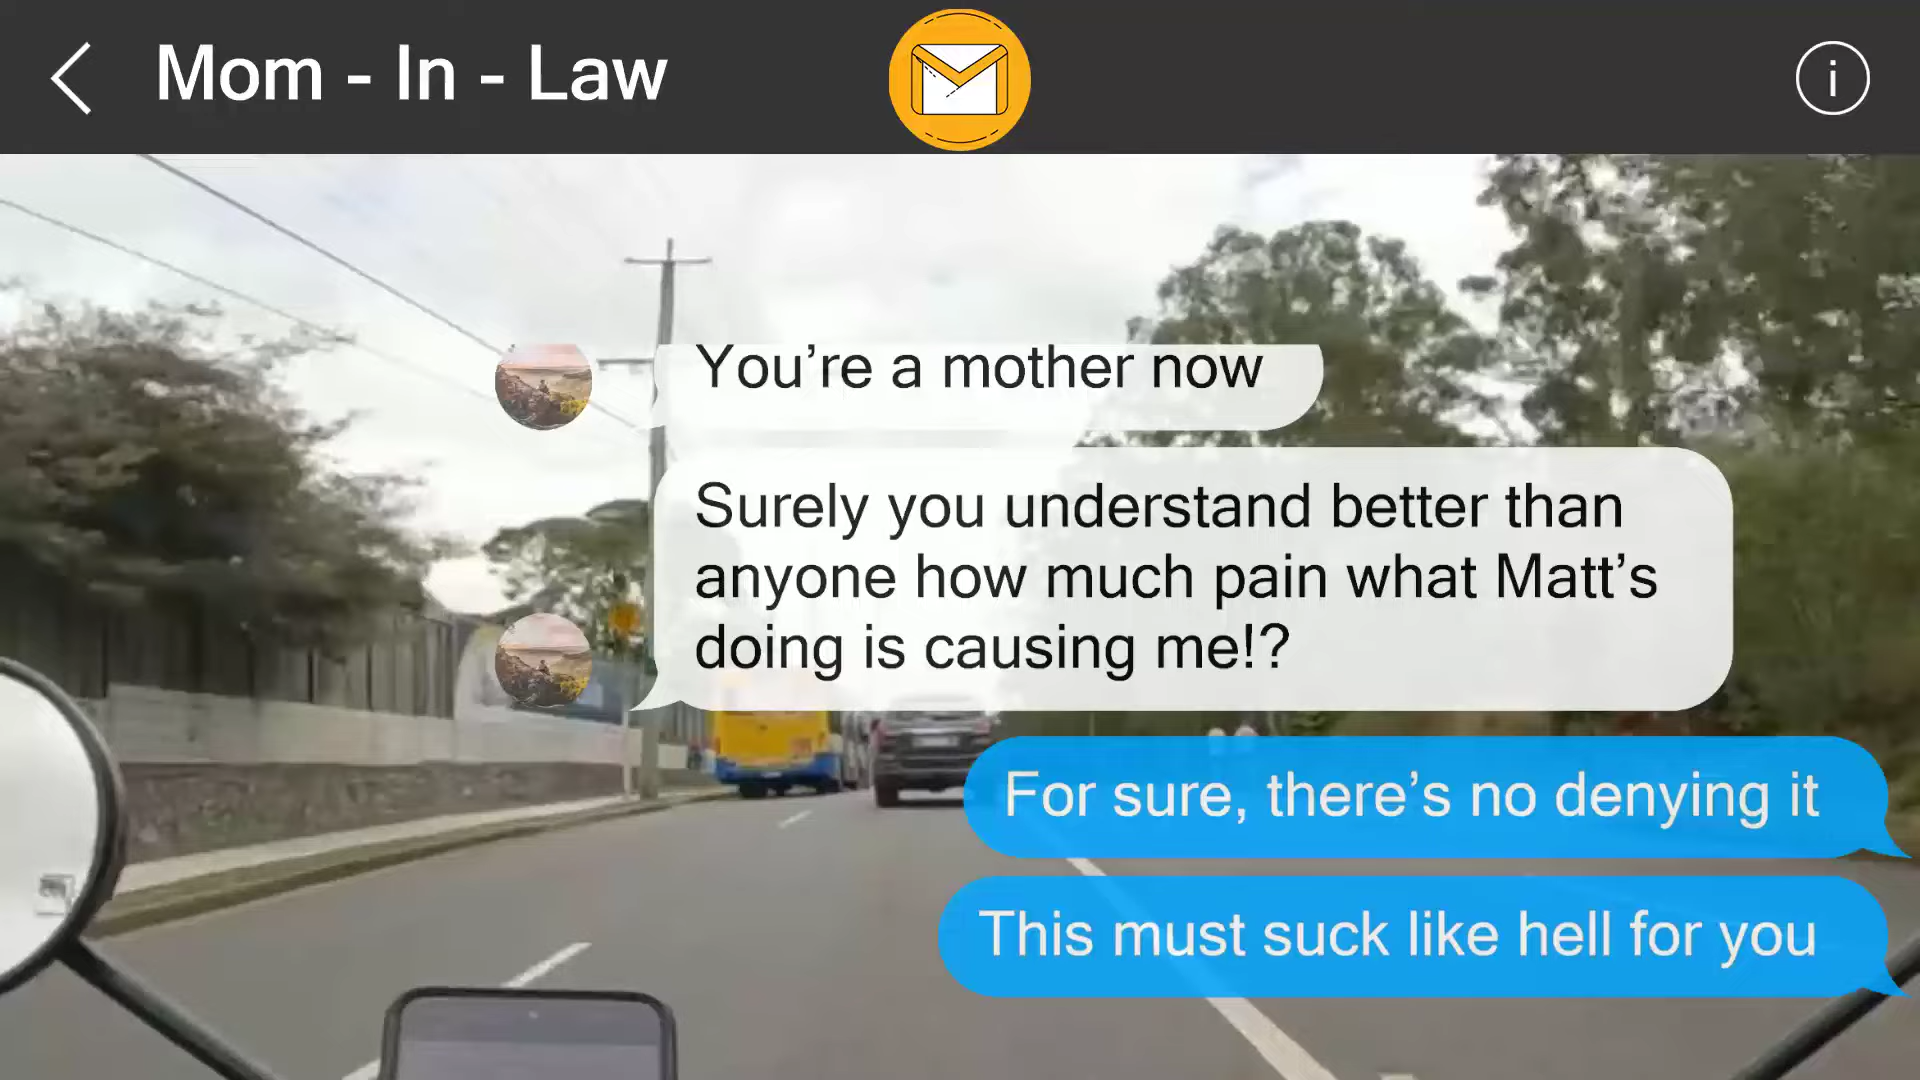 Mom - In - Law
You’re a mother now
Surely you understand better than
anyone how much pain what Matt’s
doing is causing me!?
For sure, there’s no denying it
This must suck like hell for you